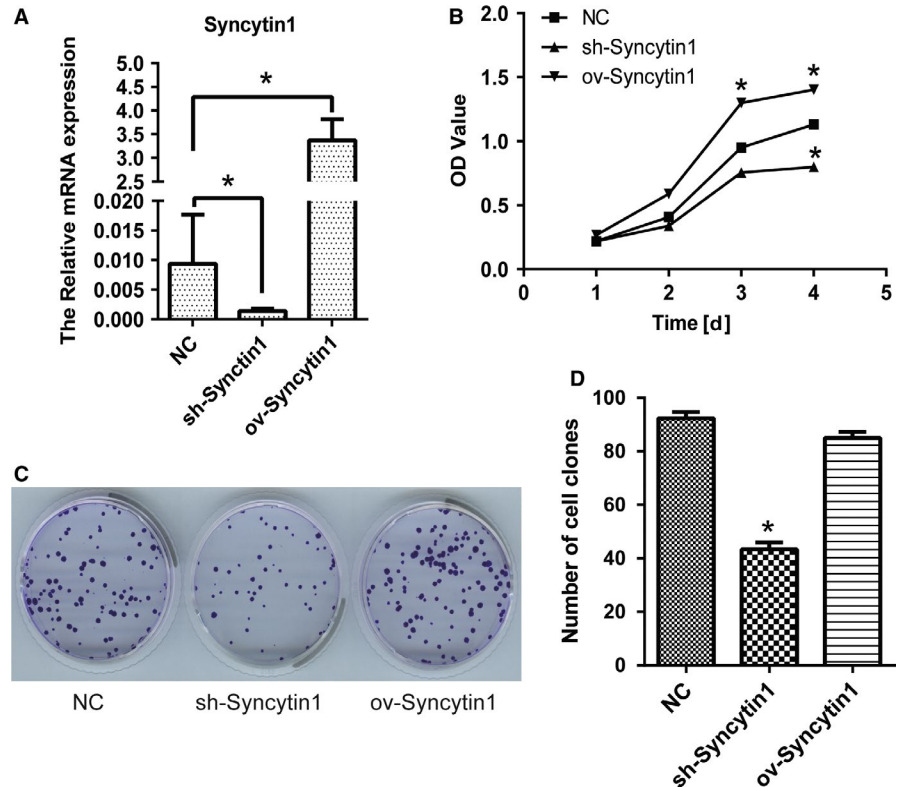 A
Syncytin1
The Relative mRNA expression
5.0
4.5
4.0
3.5
3.0
2.5
0.020
0.015
0.010
0.005
0.000
*
*
NC
sh-Synctin1
ov-Syncytin1
B
NC
sh-Syncytin1
ov-Syncytin1
OD Value
2.0
1.5
1.0
0.5
0.0
*
*
*
0 1 2 3 4 5
Time [d]
C
NC sh-Syncytin1 ov-Syncytin1
D
Number of cell clones
100
80
60
40
20
0
*
NC
sh-Syncytin1
ov-Syncytin1